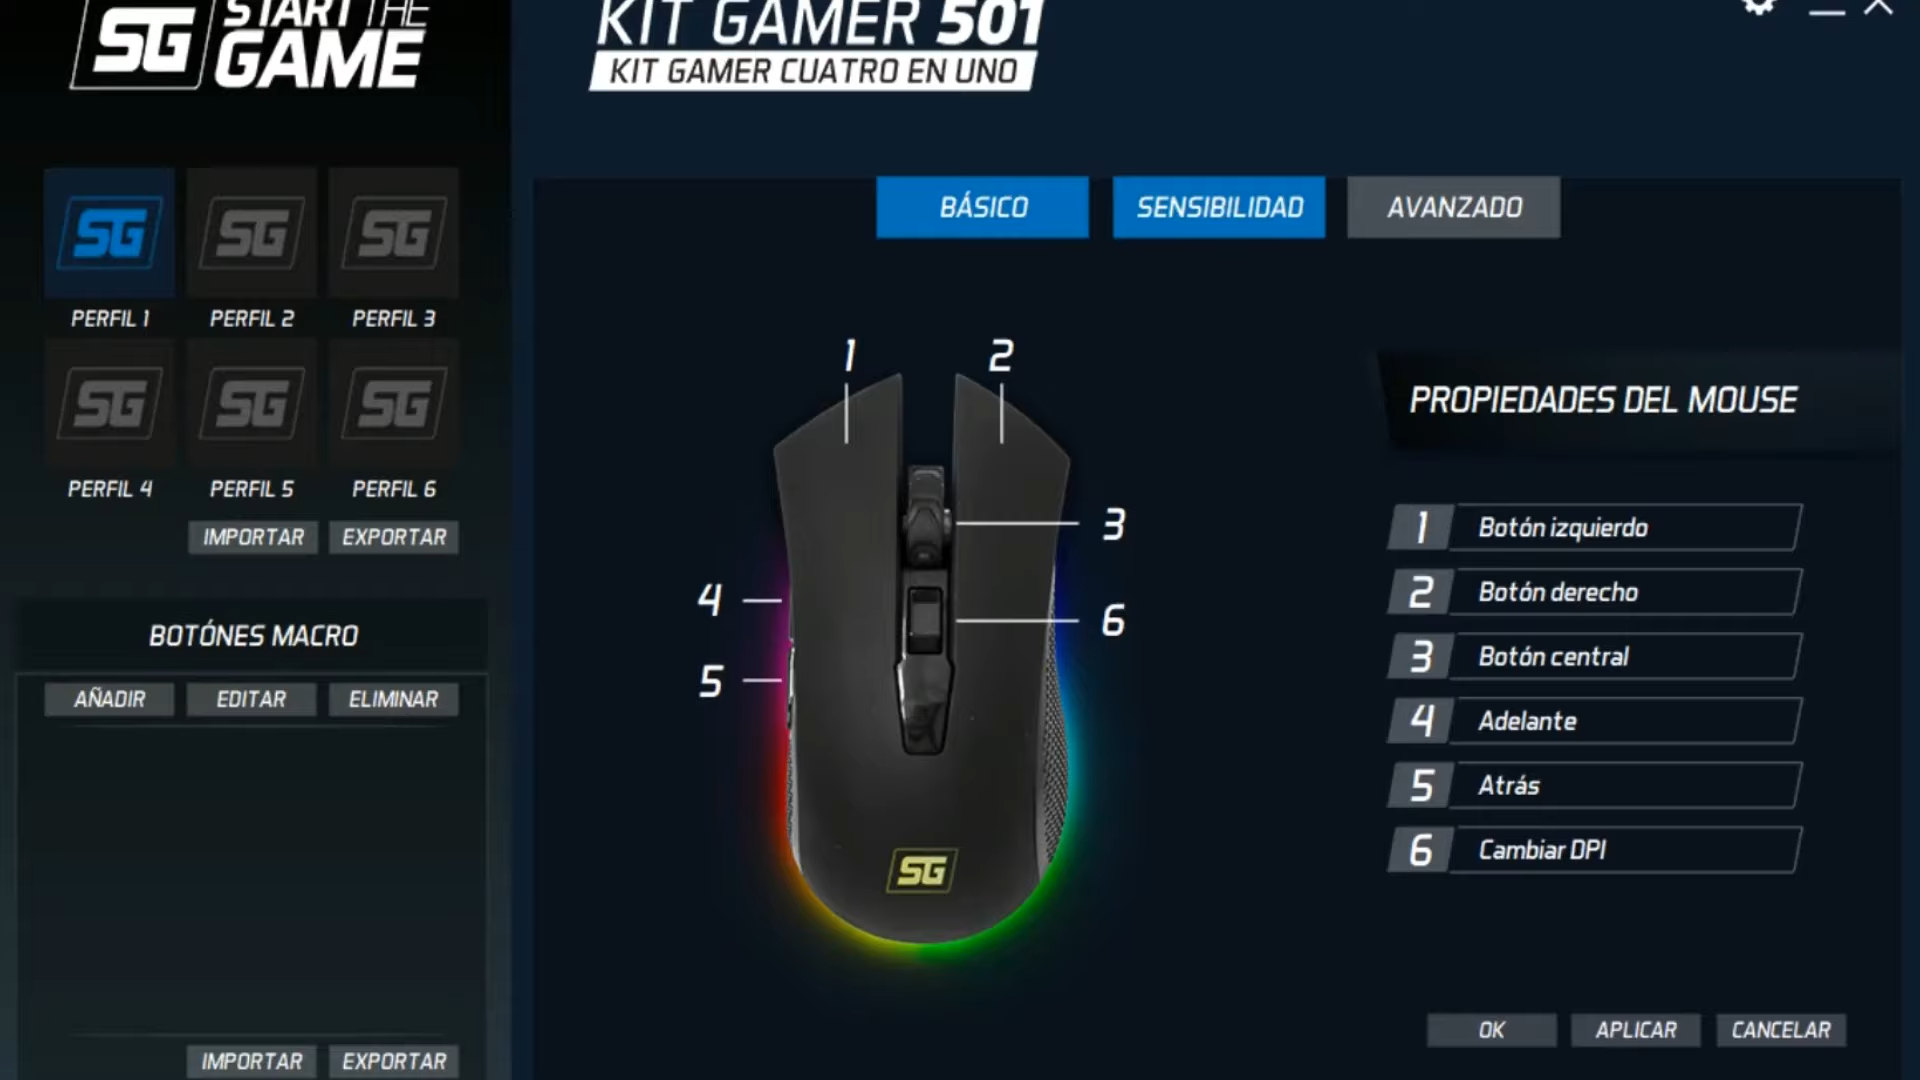 SG START THE
GAME
KIT GAMER 501
KIT GAMER CUATRO EN UNO
SG SG SG
PERFIL 1 PERFIL 2 PERFIL 3
SG SG SG
PERFIL 4 PERFIL 5 PERFIL 6
IMPORTAR EXPORTAR
BOTÓNES MACRO
AÑADIR EDITAR ELIMINAR
IMPORTAR EXPORTAR
BÁSICO SENSIBILIDAD AVANZADO
1 2
3
4
6
5
SG
PROPIEDADES DEL MOUSE
1 Botón izquierdo
2 Botón derecho
3 Botón central
4 Adelante
5 Atrás
6 Cambiar DPI
OK APLICAR CANCELAR